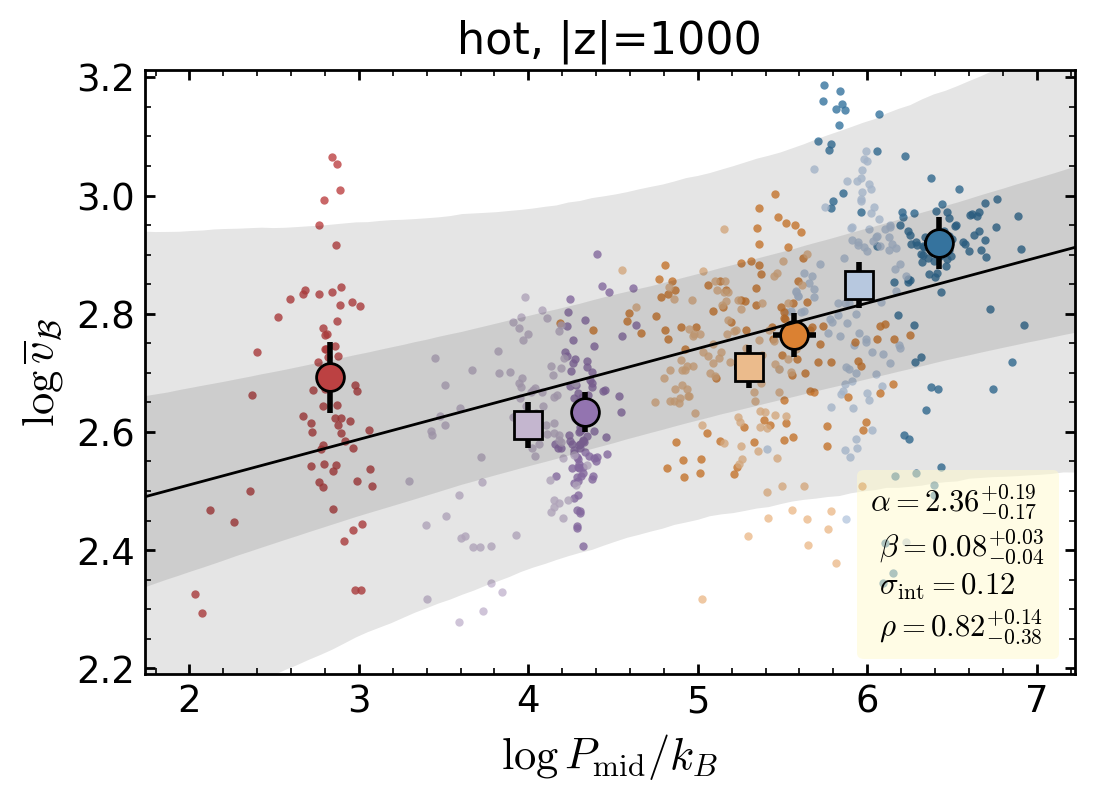 hot, |z|=1000
3.2
3.0
2.8
2.6
2.4
2.2
log v̅_ℬ
α = 2.36^{+0.19}_{−0.17}
β = 0.08^{+0.03}_{−0.04}
σ_int = 0.12
ρ = 0.82^{+0.14}_{−0.38}
2 3 4 5 6 7
log P_mid/k_B